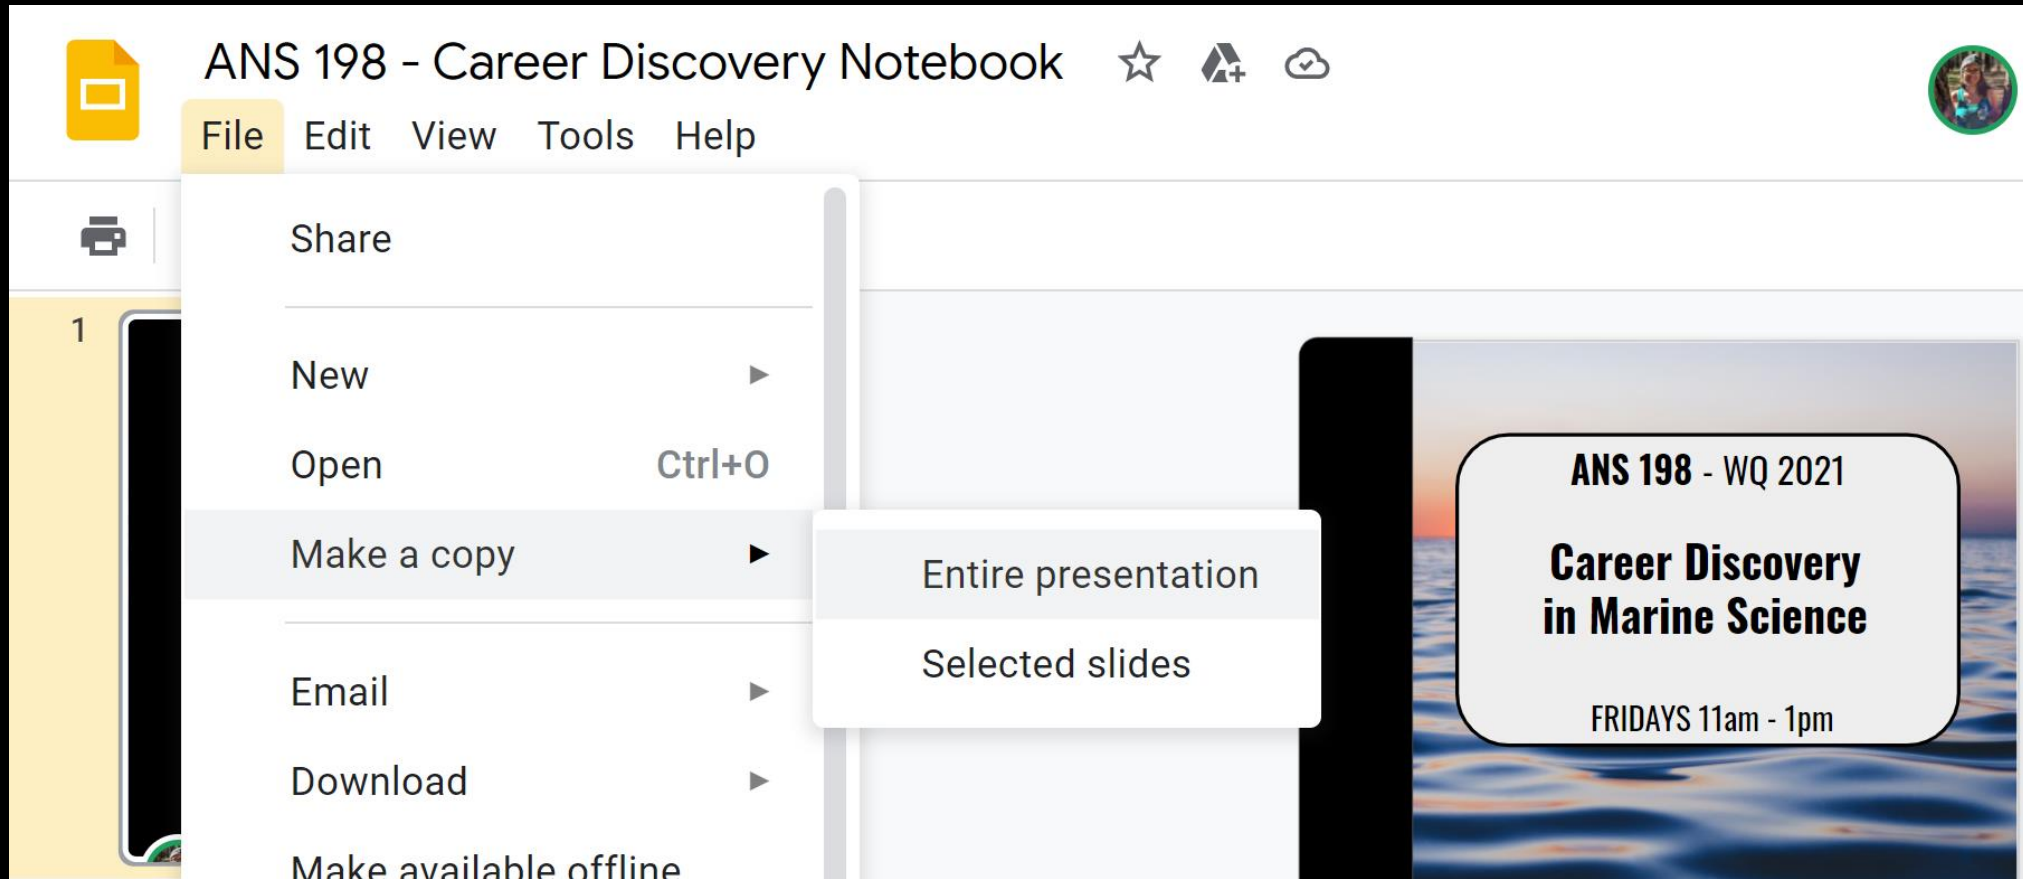 ANS 198 - Career Discovery Notebook
File Edit View Tools Help
Share
1
New
Open Ctrl+O
Make a copy
Entire presentation
Selected slides
Email
Download
Make available offline
ANS 198 - WQ 2021
Career Discovery
in Marine Science
FRIDAYS 11am - 1pm